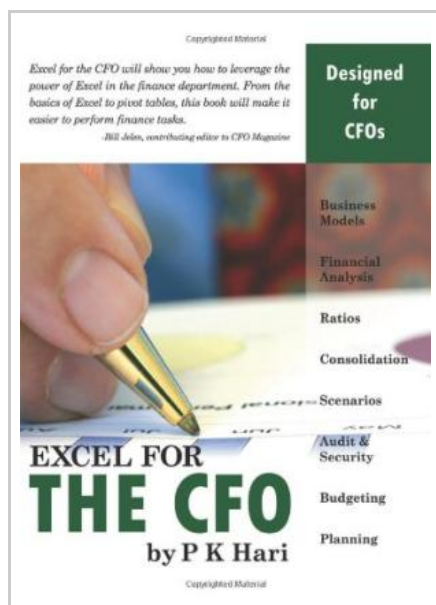 Copyrighted Material
Excel for the CFO will show you how to leverage the
power of Excel in the finance department. From the
basics of Excel to pivot tables, this book will make it
easier to perform finance tasks.
-Bill Jelen, contributing editor to CFO Magazine
Designed
for
CFOs
Business
Models
Financial
Analysis
Ratios
Consolidation
Scenarios
Audit &
Security
Budgeting
Planning
May
Jun
EXCEL FOR
THE CFO
by P K Hari
Copyrighted Material